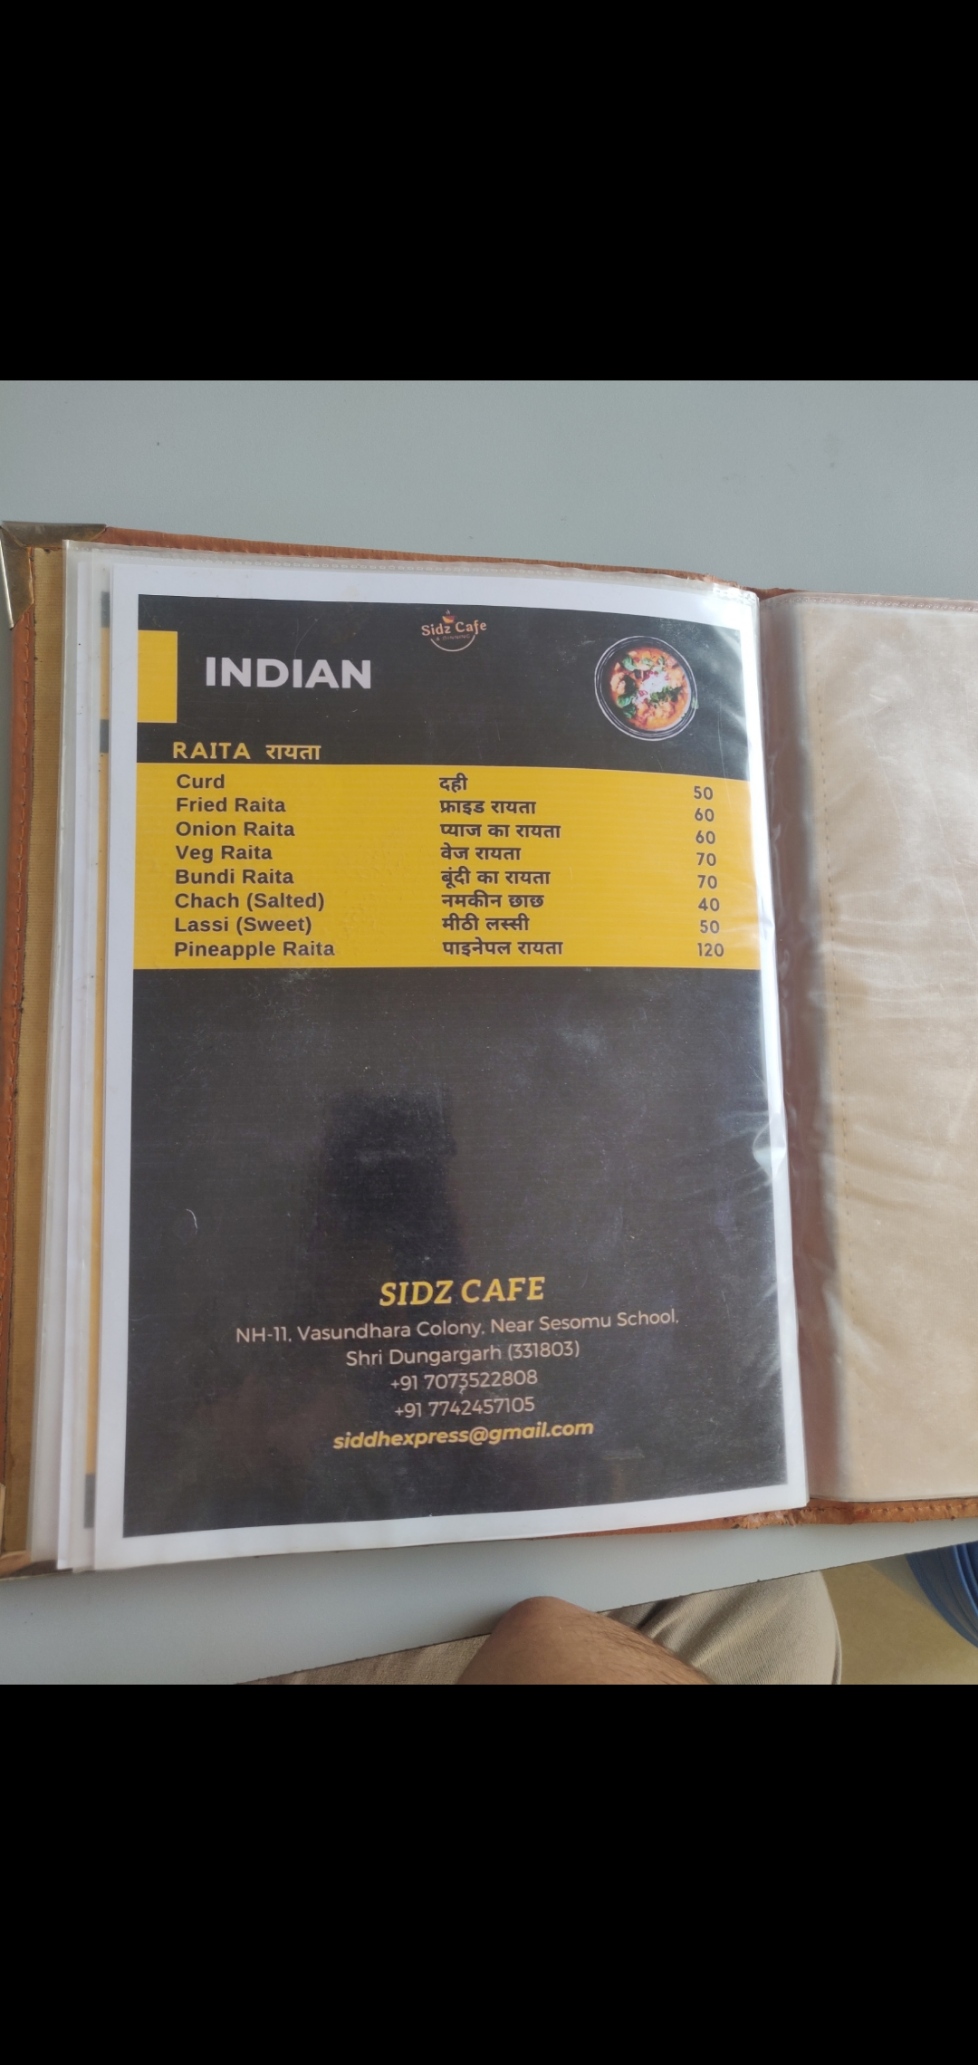 Sidz Cafe
INDIAN
RAITA रायता
Curd दही 50
Fried Raita फ्राइड रायता 60
Onion Raita प्याज का रायता 60
Veg Raita वेज रायता 70
Bundi Raita बूंदी का रायता 70
Chach (Salted) नमकीन छाछ 40
Lassi (Sweet) मीठी लस्सी 50
Pineapple Raita पाइनेपल रायता 120
SIDZ CAFE
NH-11, Vasundhara Colony, Near Sesomu School,
Shri Dungargarh (331803)
+91 7073522808
+91 7742457105
siddhexpress@gmail.com